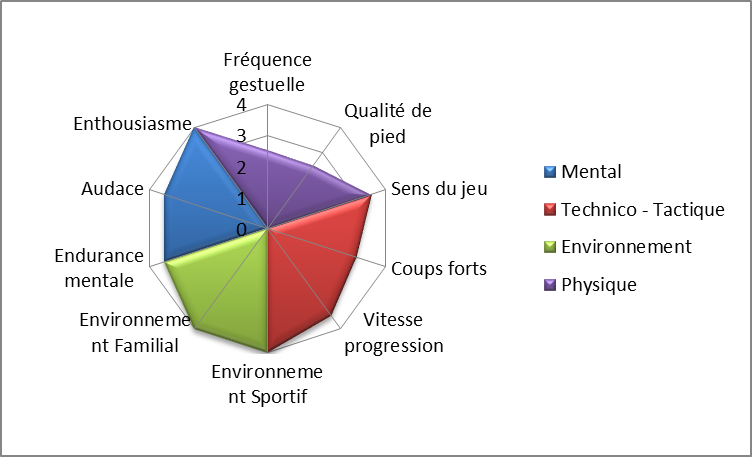 Fréquence
gestuelle
Qualité de
pied
Sens du jeu
Coups forts
Vitesse
progression
Environneme
nt Sportif
Environneme
nt Familial
Endurance
mentale
Audace
Enthousiasme
4
3
2
1
0
Mental
Technico - Tactique
Environnement
Physique